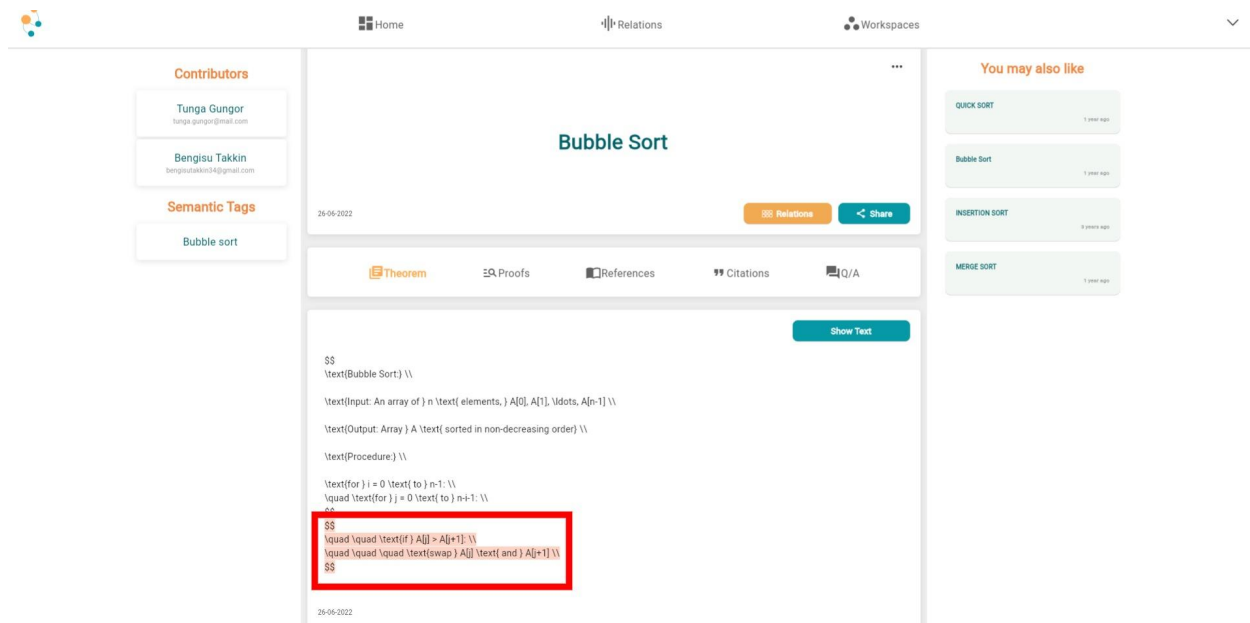 Home
Relations
Workspaces
Contributors
Tunga Gungor
tunga.gungor@mail.com
Bengisu Takkin
bengisutakkin34@gmail.com
Semantic Tags
Bubble sort
Bubble Sort
26-06-2022
Relations
Share
Theorem
Proofs
References
Citations
Q/A
Show Text
$$
\text{Bubble Sort:} \\
\text{Input: An array of } n \text{ elements, } A[0], A[1], \ldots, A[n-1] \\
\text{Output: Array } A \text{ sorted in non-decreasing order} \\
\text{Procedure:} \\
\text{for } i = 0 \text{ to } n-1: \\
\quad \text{for } j = 0 \text{ to } n-i-1: \\
$$
$$
\quad \quad \text{if } A[j] > A[j+1]: \\
\quad \quad \quad \text{swap } A[j] \text{ and } A[j+1] \\
$$
26-06-2022
You may also like
QUICK SORT
1 year ago
Bubble Sort
1 year ago
INSERTION SORT
years ago
MERGE SORT
1 year ago